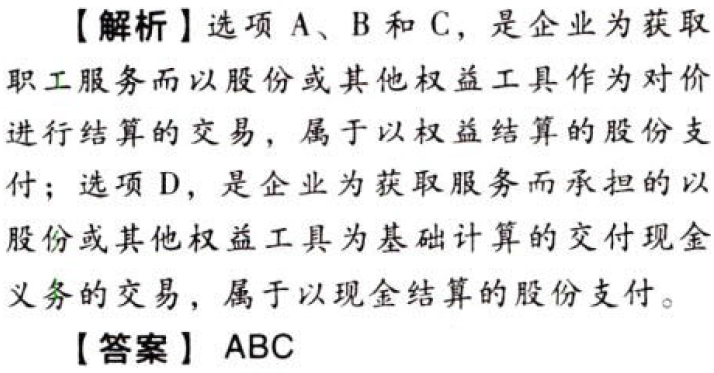 【解析】选项 A、B 和 C，是企业为获取
职工服务而以股份或其他权益工具作为对价
进行结算的交易，属于以权益结算的股份支
付；选项 D，是企业为获取服务而承担的以
股份或其他权益工具为基础计算的交付现金
义务的交易，属于以现金结算的股份支付。
【答案】 ABC